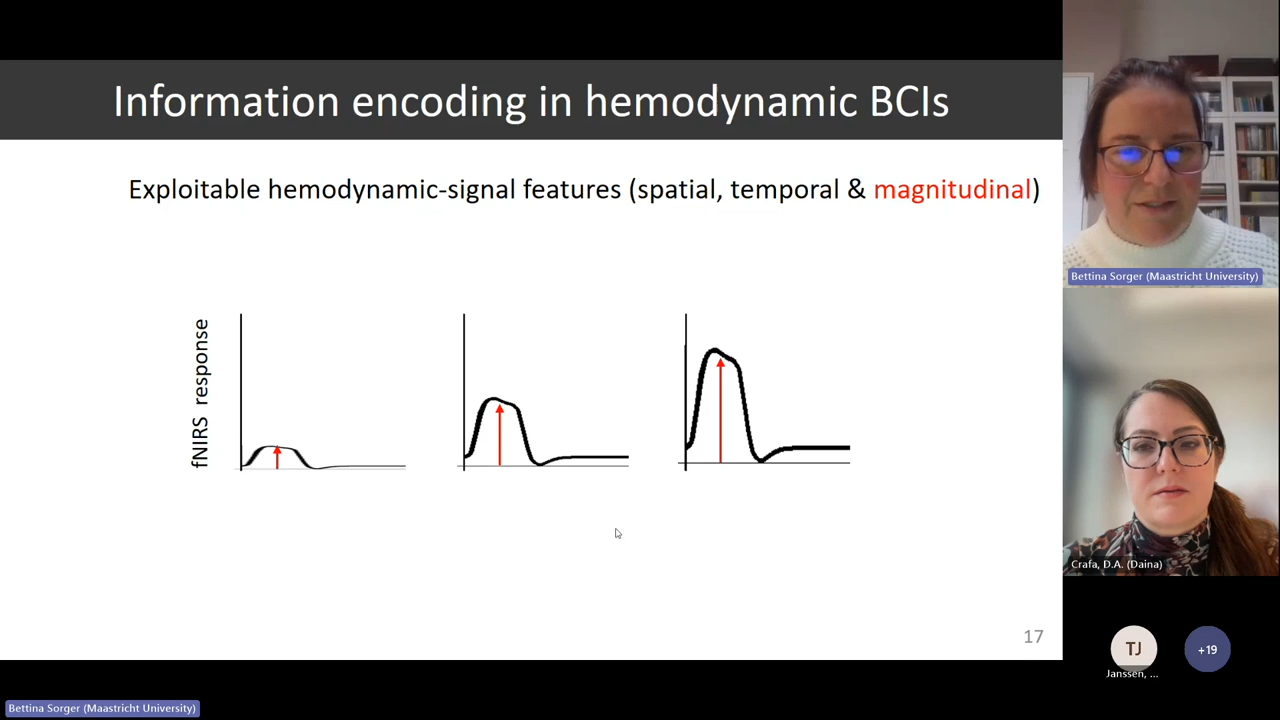 Information encoding in hemodynamic BCIs
Exploitable hemodynamic-signal features (spatial, temporal & magnitudinal)
fNIRS response
17
Bettina Sorger (Maastricht University)
Crafa, D.A. (Daina)
TJ
+19
Janssen, ...
Bettina Sorger (Maastricht University)